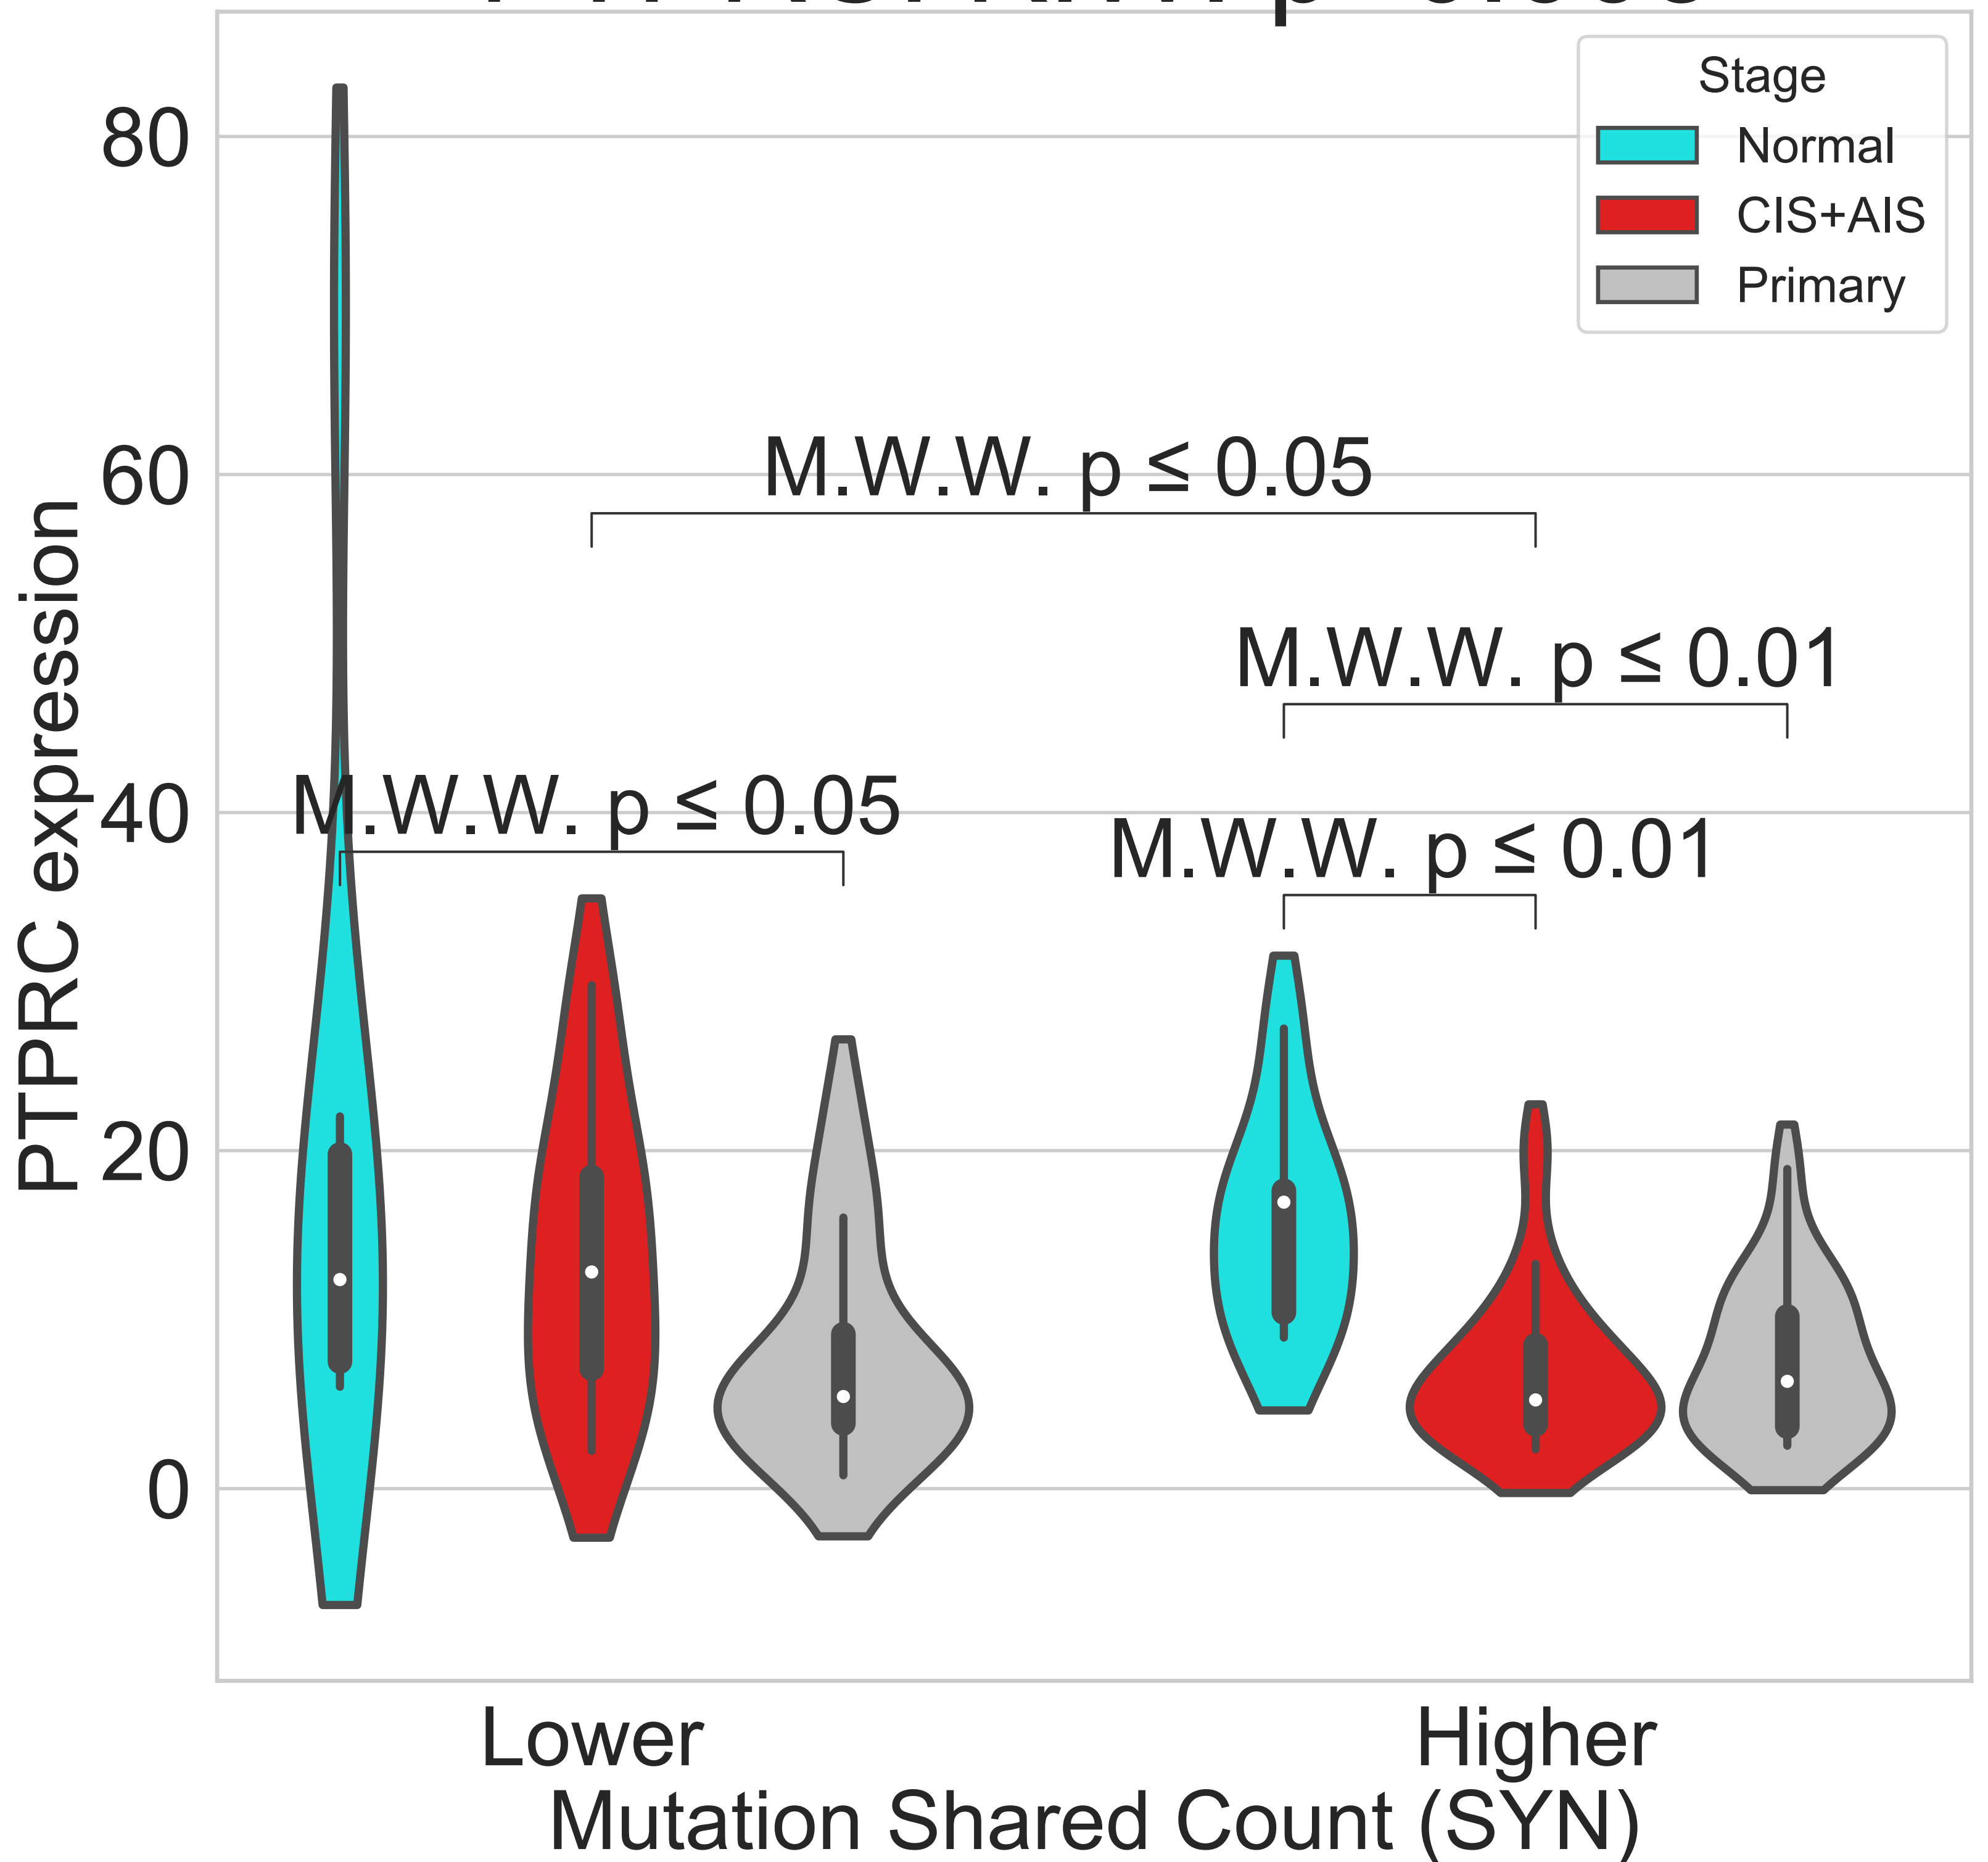 Stage
Normal
CIS+AIS
Primary
80
60
40
20
0
PTPRC expression
M.W.W. p ≤ 0.05
M.W.W. p ≤ 0.01
M.W.W. p ≤ 0.05
M.W.W. p ≤ 0.01
Lower
Higher
Mutation Shared Count (SYN)